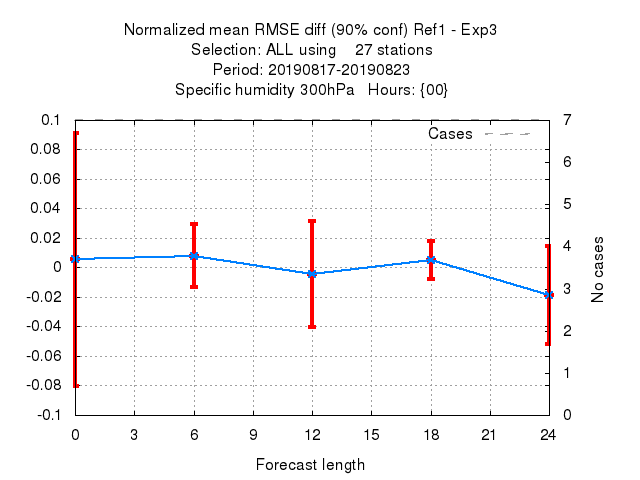 Normalized mean RMSE diff (90% conf) Ref1 - Exp3
Selection: ALL using 27 stations
Period: 20190817-20190823
Specific humidity 300hPa Hours: {00}
Cases
0.1
0.08
0.06
0.04
0.02
0
-0.02
-0.04
-0.06
-0.08
-0.1
7
6
5
4
3
2
1
0
No cases
0 3 6 9 12 15 18 21 24
Forecast length